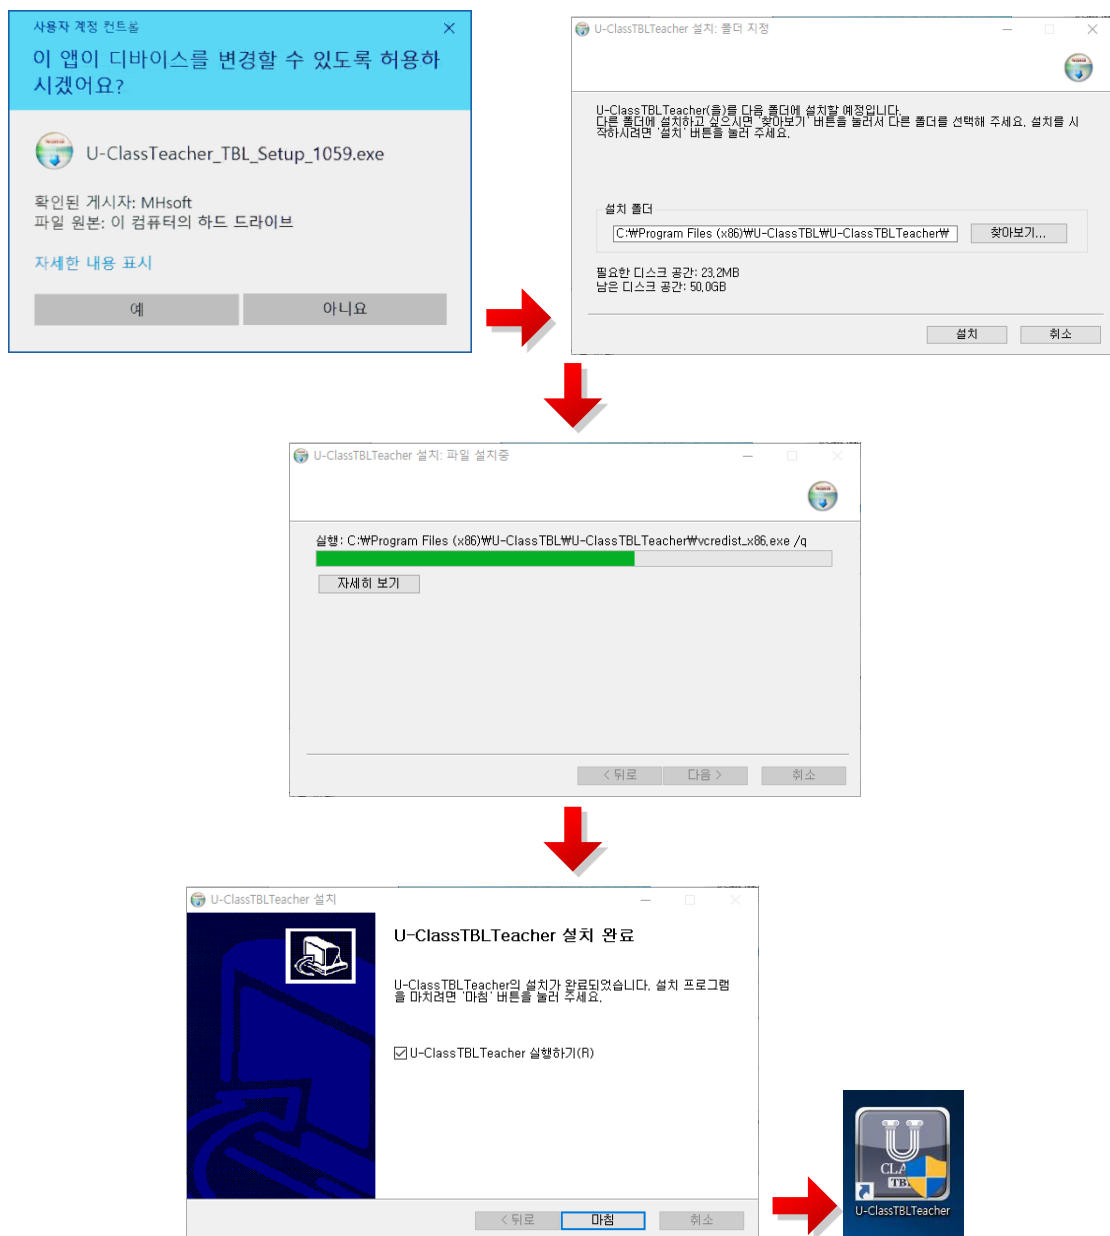 사용자 계정 컨트롤
이 앱이 디바이스를 변경할 수 있도록 허용하
시겠어요?
U-ClassTeacher_TBL_Setup_1059.exe
확인된 게시자: MHsoft
파일 원본: 이 컴퓨터의 하드 드라이브
자세한 내용 표시
예
아니요
U-ClassTBLTeacher 설치: 폴더 지정
U-ClassTBLTeacher(을)를 다음 폴더에 설치할 예정입니다.
다른 폴더에 설치하고 싶으시면 '찾아보기' 버튼을 눌러서 다른 폴더를 선택해 주세요. 설치를 시
작하시려면 '설치' 버튼을 눌러 주세요.
설치 폴더
C:₩Program Files (x86)₩U-ClassTBL₩U-ClassTBLTeacher₩
찾아보기...
필요한 디스크 공간: 23.2MB
남은 디스크 공간: 50.0GB
설치
취소
U-ClassTBLTeacher 설치: 파일 설치중
실행: C:₩Program Files (x86)₩U-ClassTBL₩U-ClassTBLTeacher₩vcredist_x86.exe /q
자세히 보기
< 뒤로
다음 >
취소
U-ClassTBLTeacher 설치
U-ClassTBLTeacher 설치 완료
U-ClassTBLTeacher의 설치가 완료되었습니다. 설치 프로그램
을 마치려면 '마침' 버튼을 눌러 주세요.
U-ClassTBLTeacher 실행하기(R)
< 뒤로
마침
취소
U
U-ClassTBLTeacher